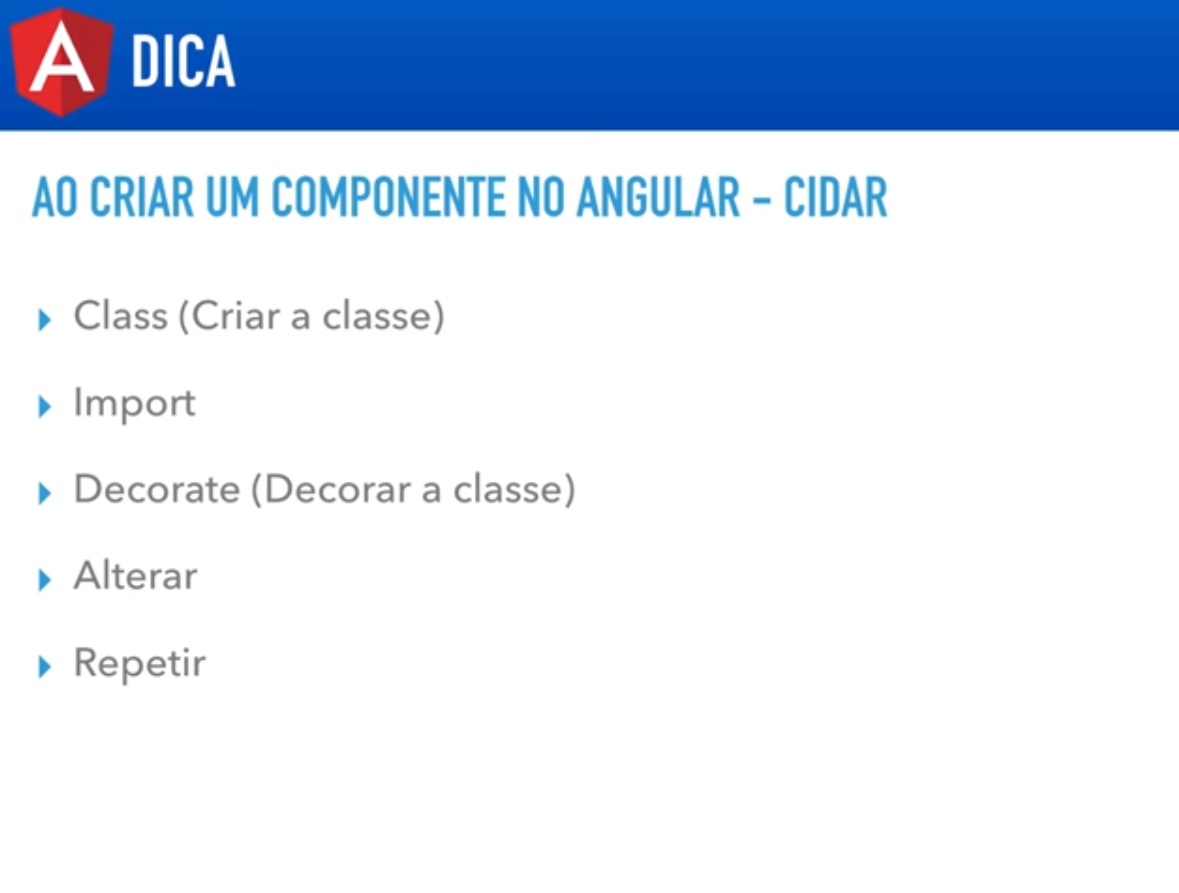 A DICA
AO CRIAR UM COMPONENTE NO ANGULAR - CIDAR
Class (Criar a classe)
Import
Decorate (Decorar a classe)
Alterar
Repetir